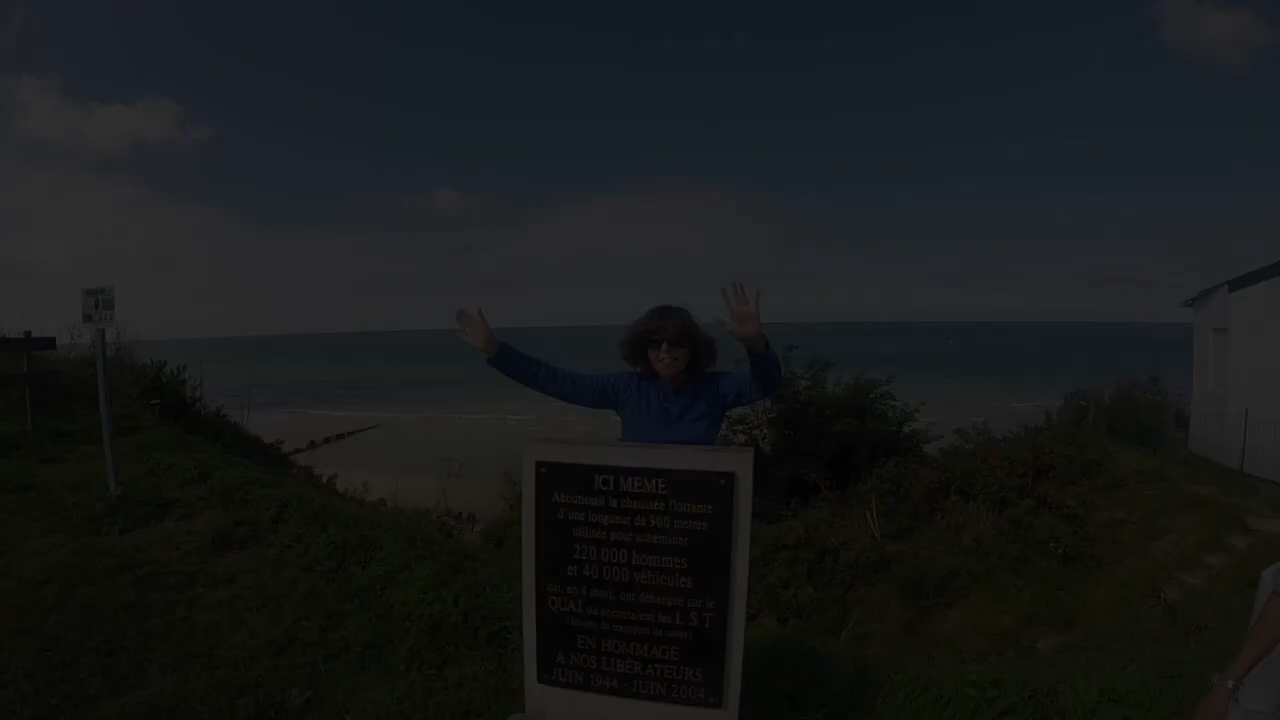 ICI MEME
Aboutissait la chaussée flottante
d'une longueur de 900 metres
utilisée pour acheminer
220 000 hommes
et 40 000 véhicules
qui, en 4 mois, ont débarqué sur le
QUAI où accostaient les L S T
EN HOMMAGE
A NOS LIBÉRATEURS
JUIN 1944 - JUIN 2004